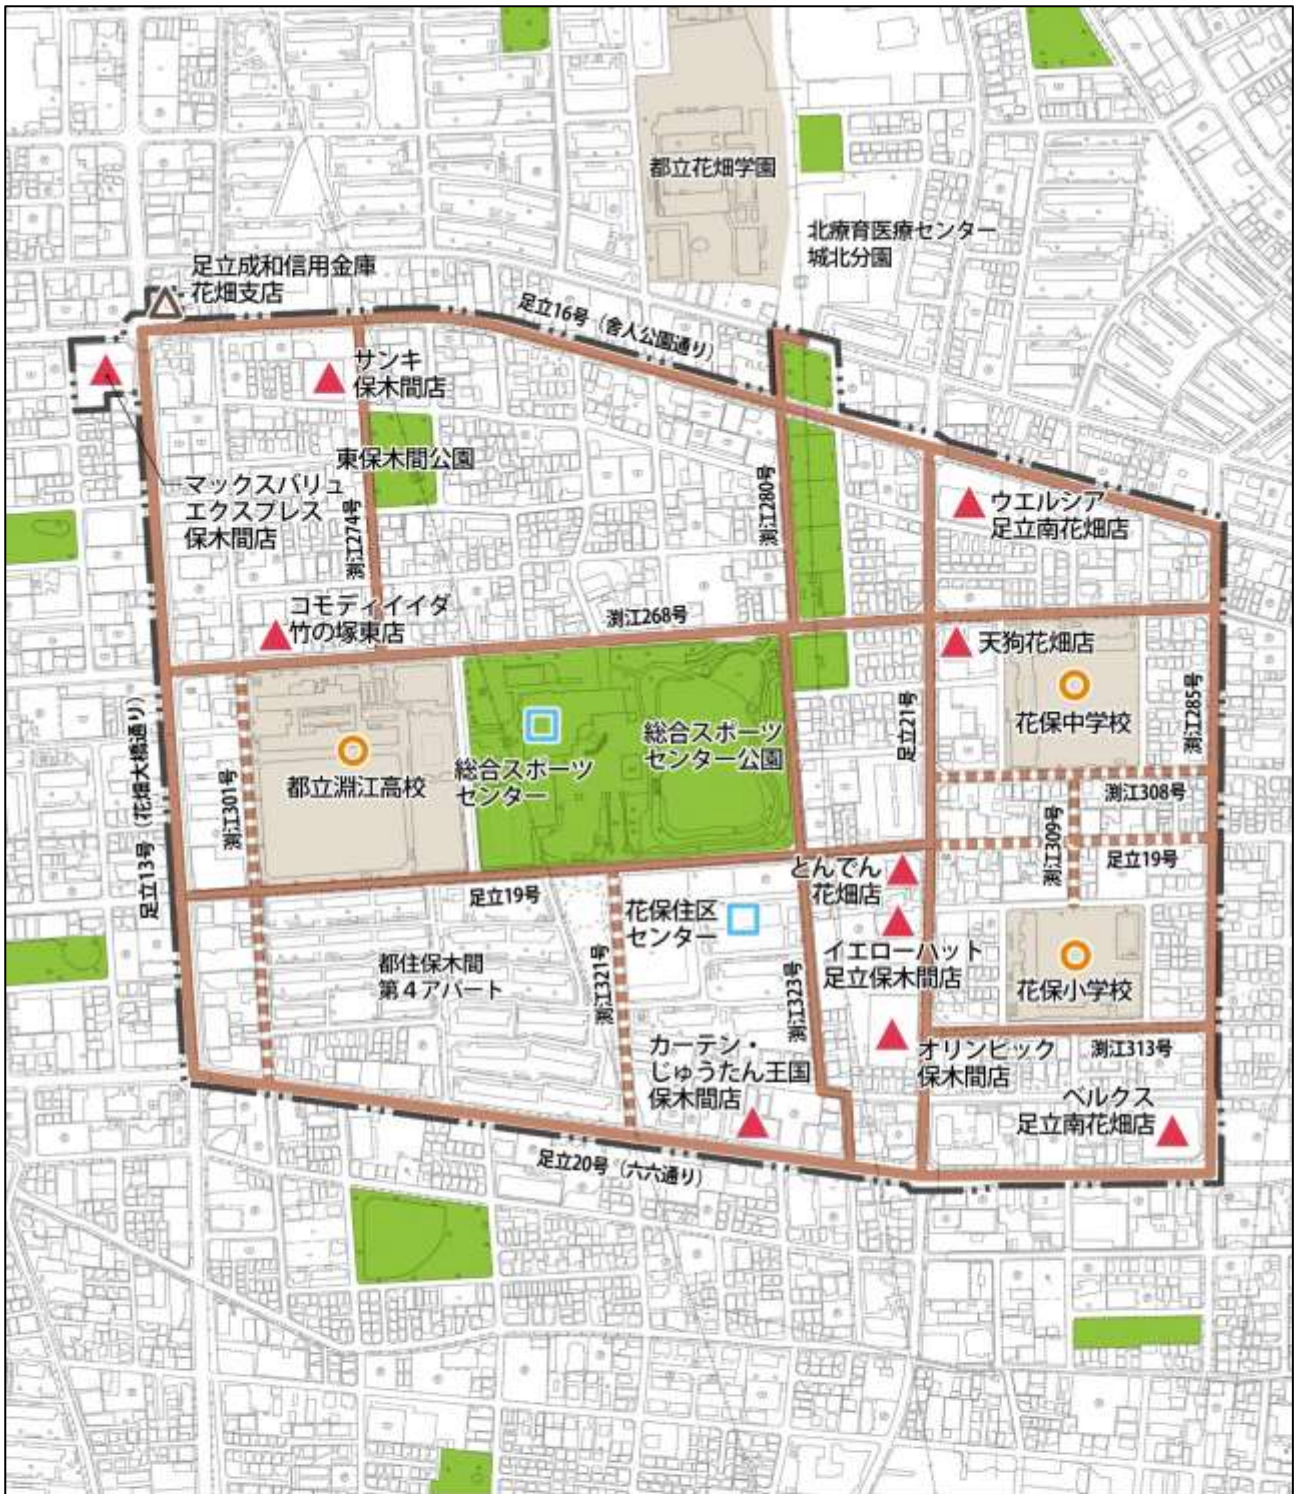 都立花畑学園
北療育医療センター
城北分園
足立成和信用金庫
花畑支店
足立16号（舎人公園通り）
サンキ
保木間店
東保木間公園
マックスバリュ
エクスプレス
保木間店
渕江274号
渕江280号
ウエルシア
足立南花畑店
コモディイイダ
竹の塚東店
渕江268号
天狗花畑店
花保中学校
渕江285号
足立21号
総合スポーツ
センター公園
総合スポーツ
センター
都立淵江高校
渕江301号
足立13号（花畑大橋通り）
渕江308号
渕江309号
足立19号
とんでん
花畑店
足立19号
花保住区
センター
イエローハット
足立保木間店
都住保木間
第４アパート
渕江321号
渕江323号
花保小学校
カーテン・
じゅうたん王国
保木間店
オリンピック
保木間店
渕江313号
ベルクス
足立南花畑店
足立20号（六六通り）